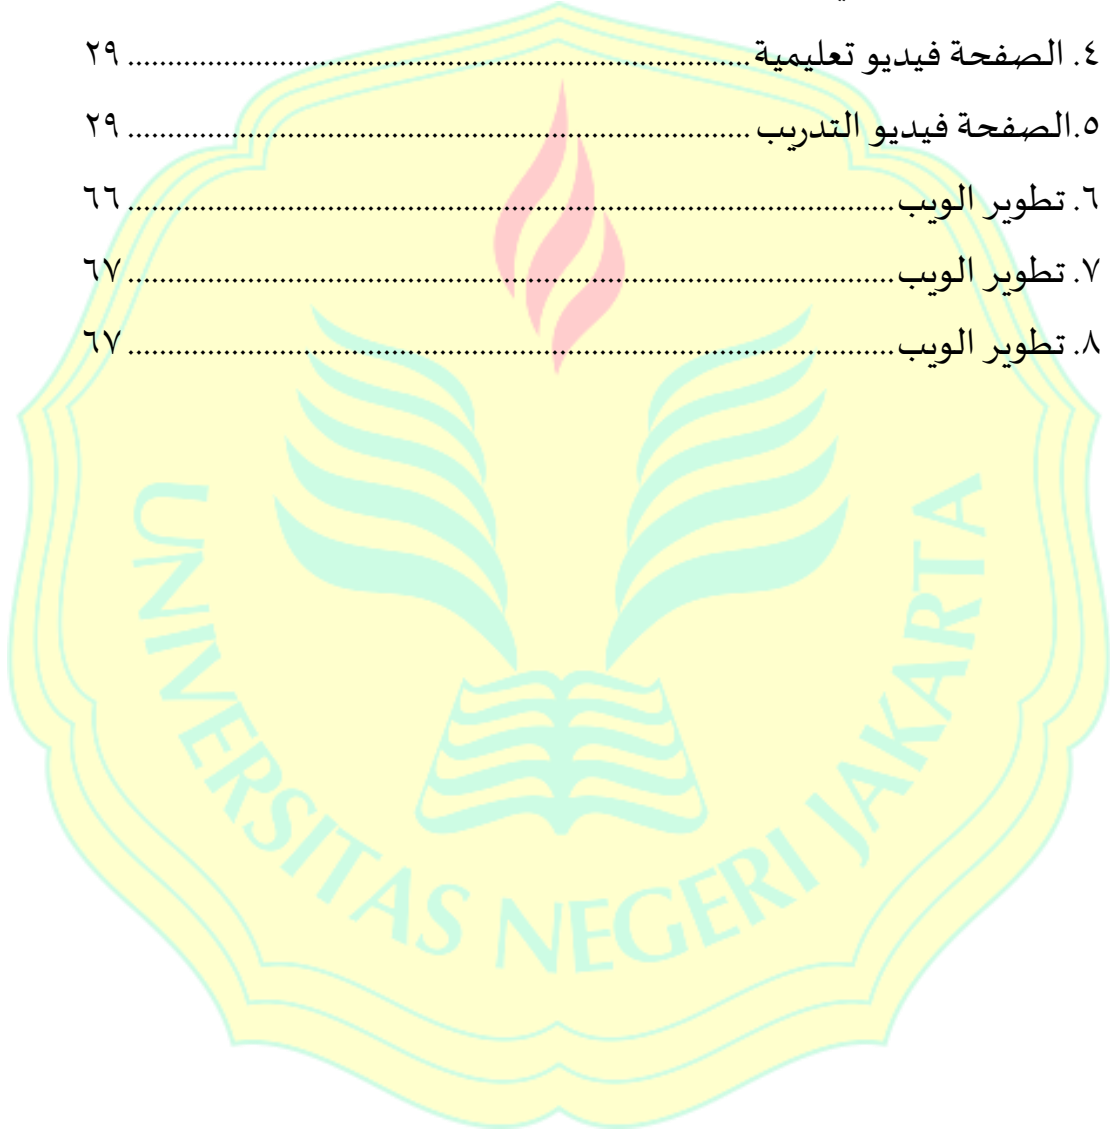 ٤. الصفحة فيديو تعليمية ........................................................................... ٢٩
٥.الصفحة فيديو التدريب ........................................................................... ٢٩
٦. تطوير الويب ............................................................................................ ٦٦
٧. تطوير الويب ............................................................................................ ٦٧
٨. تطوير الويب ............................................................................................ ٦٧
UNIVERSITAS NEGERI JAKARTA